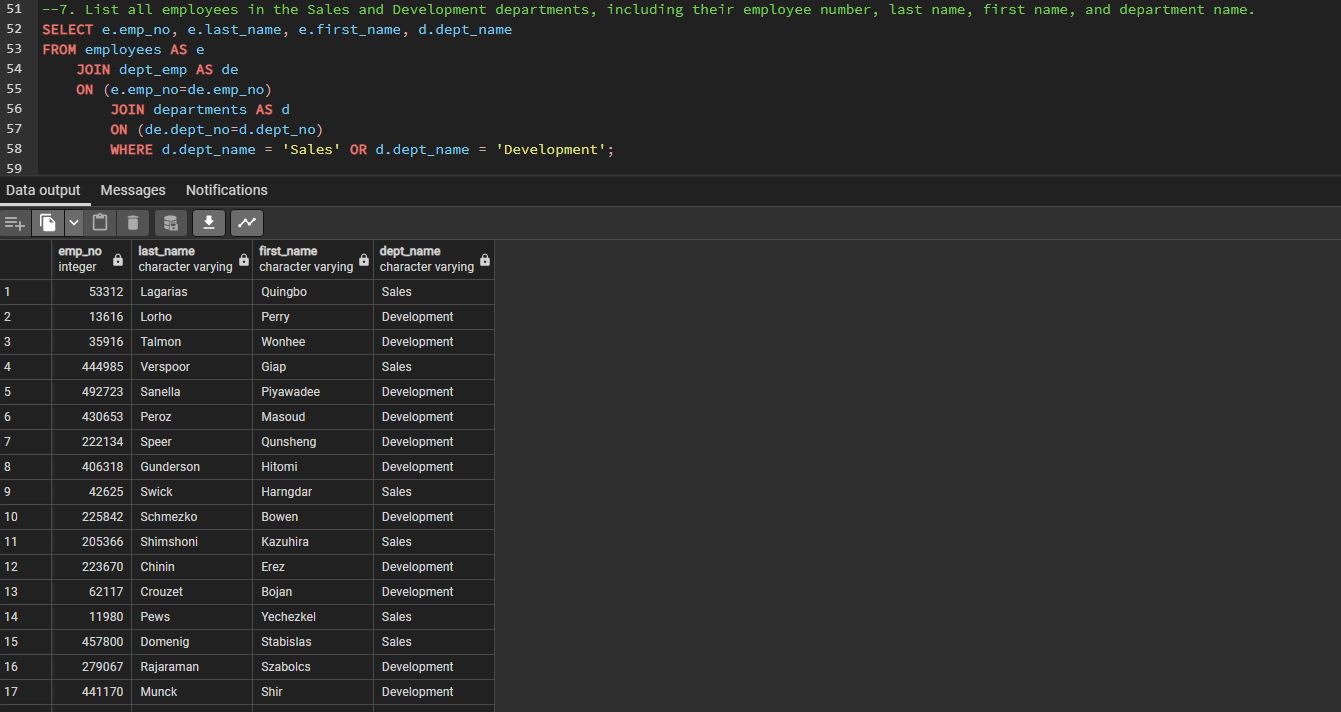 51 --7. List all employees in the Sales and Development departments, including their employee number, last name, first name, and department name.
52 SELECT e.emp_no, e.last_name, e.first_name, d.dept_name
53 FROM employees AS e
54 JOIN dept_emp AS de
55 ON (e.emp_no=de.emp_no)
56 JOIN departments AS d
57 ON (de.dept_no=d.dept_no)
58 WHERE d.dept_name = 'Sales' OR d.dept_name = 'Development';
59
Data output Messages Notifications
emp_no last_name first_name dept_name
integer character varying character varying character varying
1 53312 Lagarias Quingbo Sales
2 13616 Lorho Perry Development
3 35916 Talmon Wonhee Development
4 444985 Verspoor Giap Sales
5 492723 Sanella Piyawadee Development
6 430653 Peroz Masoud Development
7 222134 Speer Qunsheng Development
8 406318 Gunderson Hitomi Development
9 42625 Swick Harngdar Sales
10 225842 Schmezko Bowen Development
11 205366 Shimshoni Kazuhira Sales
12 223670 Chinin Erez Development
13 62117 Crouzet Bojan Development
14 11980 Pews Yechezkel Sales
15 457800 Domenig Stabislas Sales
16 279067 Rajaraman Szabolcs Development
17 441170 Munck Shir Development